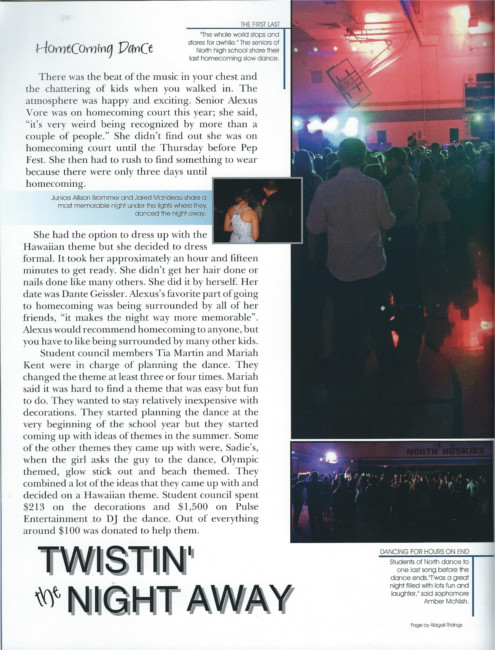 THE FIRST LAST
"The whole world stops and
stares for awhile." The seniors of
North high school share their
last homecoming slow dance.
HomeComing DanCe
There was the beat of the music in your chest and
the chattering of kids when you walked in. The
atmosphere was happy and exciting. Senior Alexus
Vore was on homecoming court this year; she said,
"it's very weird being recognized by more than a
couple of people." She didn't find out she was on
homecoming court until the Thursday before Pep
Fest. She then had to rush to find something to wear
because there were only three days until
homecoming.
Juniors Allison Brammer and Jared Mondeau share a
most memorable night under the lights where they
danced the night away.
She had the option to dress up with the
Hawaiian theme but she decided to dress
formal. It took her approximately an hour and fifteen
minutes to get ready. She didn't get her hair done or
nails done like many others. She did it by herself. Her
date was Dante Geissler. Alexus's favorite part of going
to homecoming was being surrounded by all of her
friends, "it makes the night way more memorable".
Alexus would recommend homecoming to anyone, but
you have to like being surrounded by many other kids.
Student council members Tia Martin and Mariah
Kent were in charge of planning the dance. They
changed the theme at least three or four times. Mariah
said it was hard to find a theme that was easy but fun
to do. They wanted to stay relatively inexpensive with
decorations. They started planning the dance at the
very beginning of the school year but they started
coming up with ideas of themes in the summer. Some
of the other themes they came up with were, Sadie's,
when the girl asks the guy to the dance, Olympic
themed, glow stick out and beach themed. They
combined a lot of the ideas that they came up with and
decided on a Hawaiian theme. Student council spent
$213 on the decorations and $1,500 on Pulse
Entertainment to DJ the dance. Out of everything
around $100 was donated to help them.
NORTH HUSKIES
TWISTIN'
the NIGHT AWAY
DANCING FOR HOURS ON END
Students of North dance to
one last song before the
dance ends."Twas a great
night filled with lots fun and
laughter," said sophomore
Amber McNish.
Page by Abigail Ratings